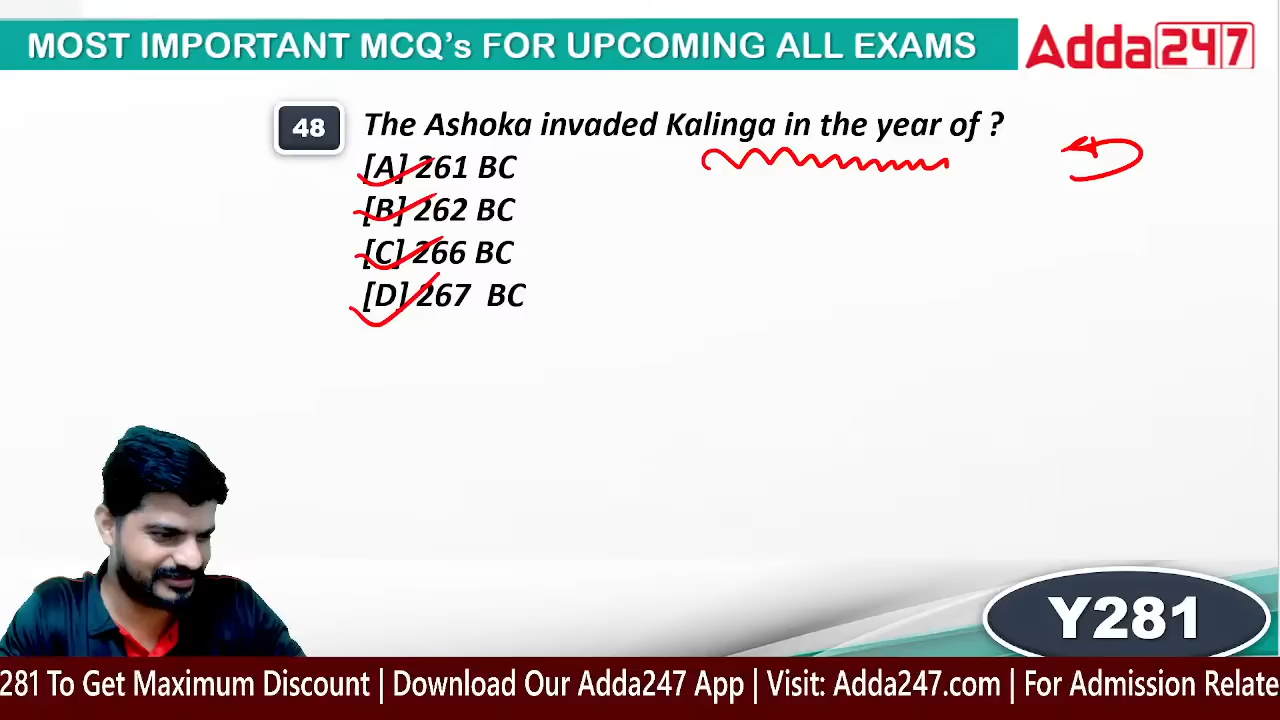 MOST IMPORTANT MCQ's FOR UPCOMING ALL EXAMS
Adda247
48
The Ashoka invaded Kalinga in the year of ?
[A] 261 BC
[B] 262 BC
[C] 266 BC
[D] 267 BC
Y281
281 To Get Maximum Discount | Download Our Adda247 App | Visit: Adda247.com | For Admission Relate